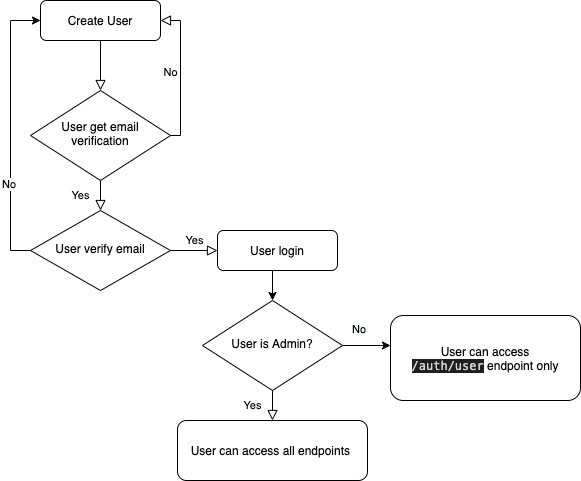 Create User
No
User get email
verification
Yes
No
User verify email
Yes
User login
User is Admin?
No
User can access
/auth/user endpoint only
Yes
User can access all endpoints